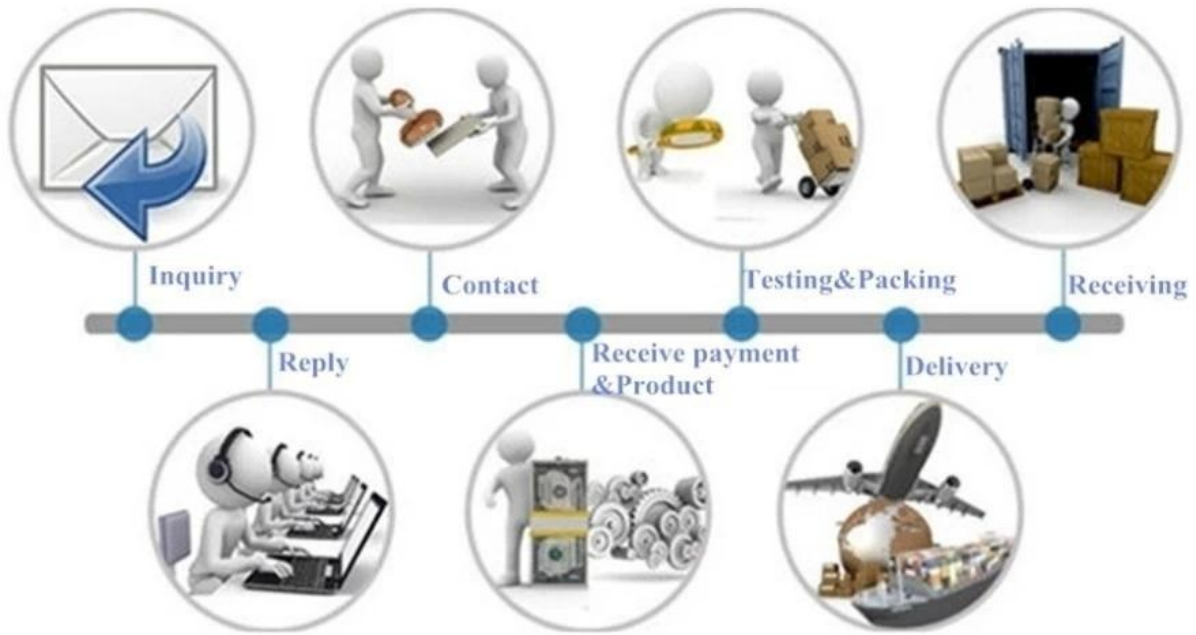 Inquiry
Contact
Testing&Packing
Receiving
Reply
Receive payment
&Product
Delivery